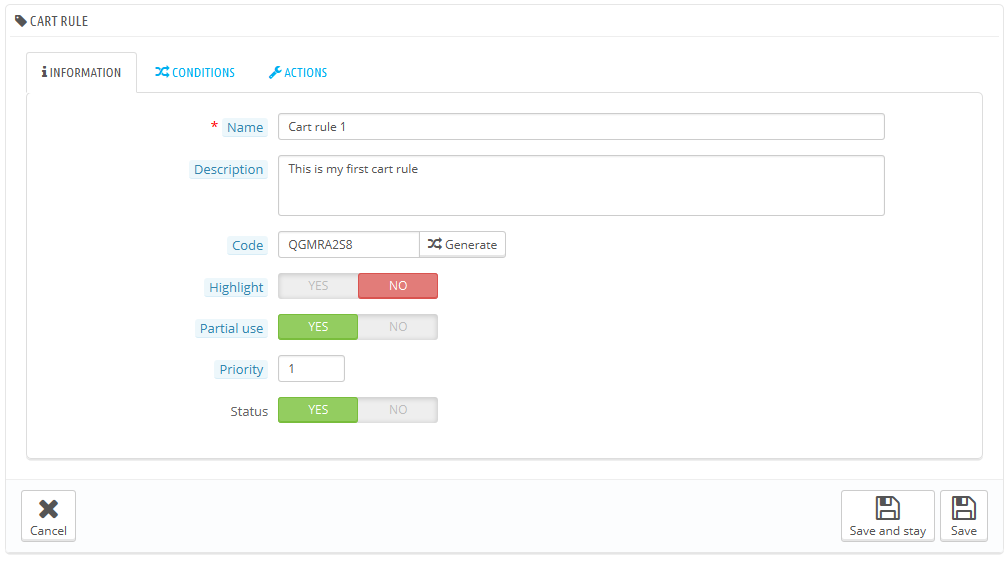 CART RULE
INFORMATION CONDITIONS ACTIONS
* Name Cart rule 1
Description This is my first cart rule
Code QGMRA2S8 Generate
Highlight YES NO
Partial use YES NO
Priority 1
Status YES NO
Cancel Save and stay Save